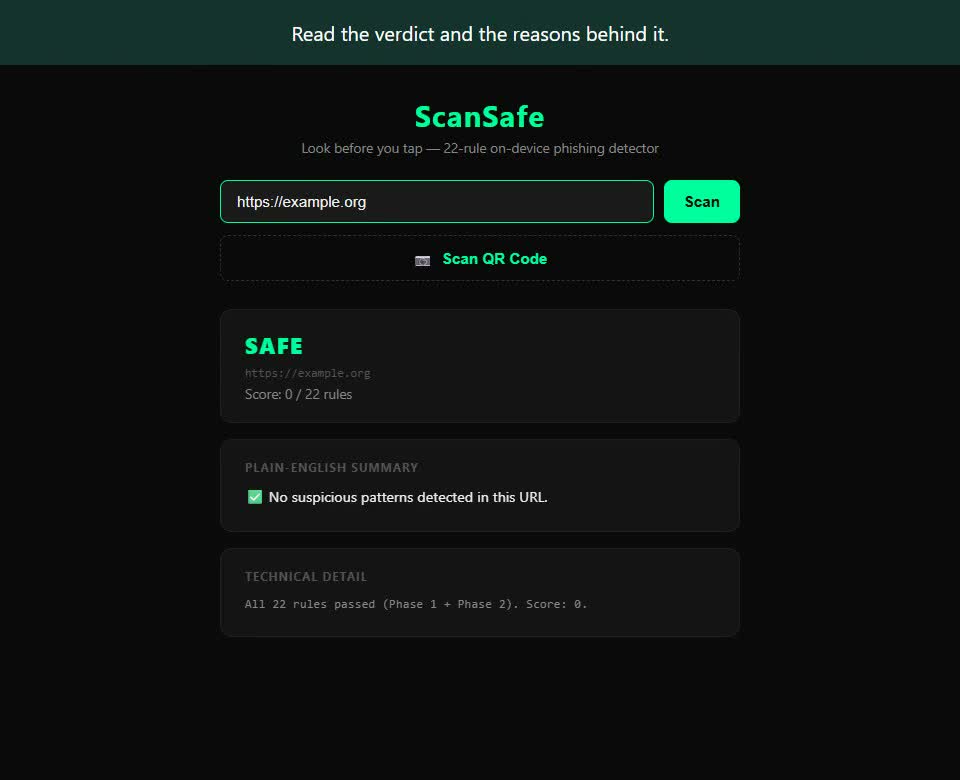 Read the verdict and the reasons behind it.
ScanSafe
Look before you tap — 22-rule on-device phishing detector
https://example.org
Scan
Scan QR Code
SAFE
https://example.org
Score: 0 / 22 rules
PLAIN-ENGLISH SUMMARY
✅ No suspicious patterns detected in this URL.
TECHNICAL DETAIL
All 22 rules passed (Phase 1 + Phase 2). Score: 0.